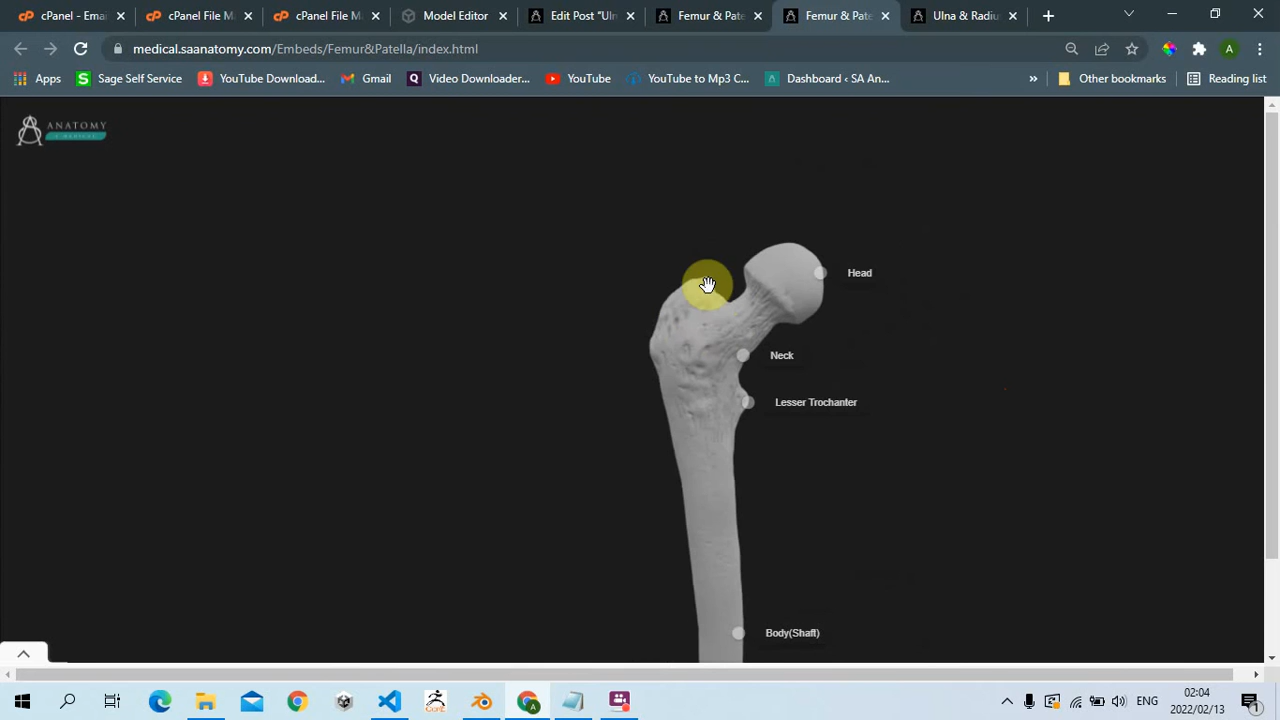 cPanel - Emai
cPanel File Ma
cPanel File Ma
Model Editor
Edit Post "Uln
Femur & Pate
Femur & Pate
Ulna & Radiu
medical.saanatomy.com/Embeds/Femur&Patella/index.html
A
Apps
Sage Self Service
YouTube Download...
Gmail
Video Downloader...
YouTube
YouTube to Mp3 C...
Dashboard ‹ SA An...
»
Other bookmarks
Reading list
ANATOMY
Head
Neck
Lesser Trochanter
Body(Shaft)
ENG
02:04
2022/02/13